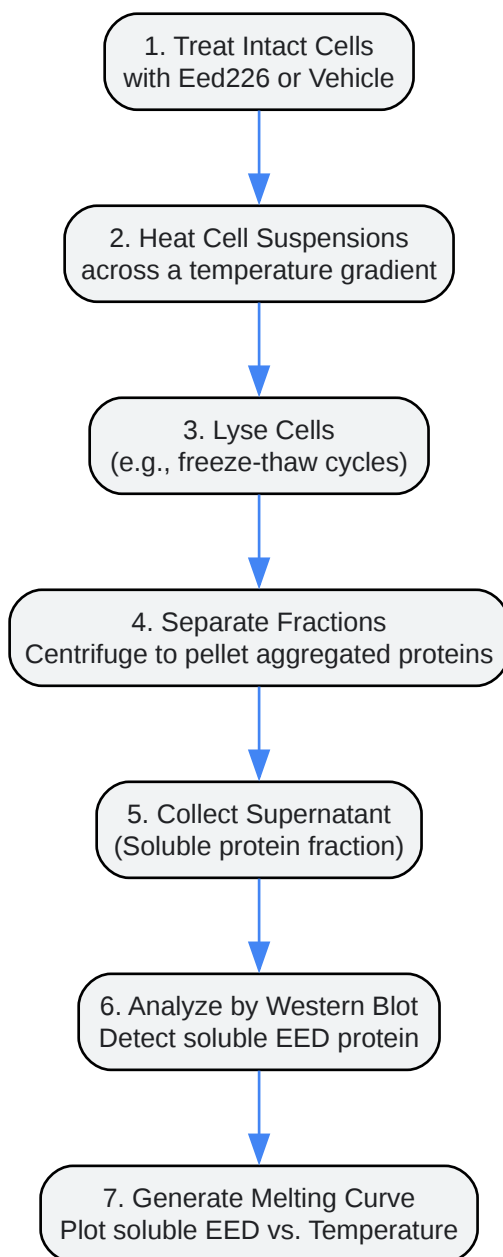 1. Treat Intact Cells
with Eed226 or Vehicle
2. Heat Cell Suspensions
across a temperature gradient
3. Lyse Cells
(e.g., freeze-thaw cycles)
4. Separate Fractions
Centrifuge to pellet aggregated proteins
5. Collect Supernatant
(Soluble protein fraction)
6. Analyze by Western Blot
Detect soluble EED protein
7. Generate Melting Curve
Plot soluble EED vs. Temperature